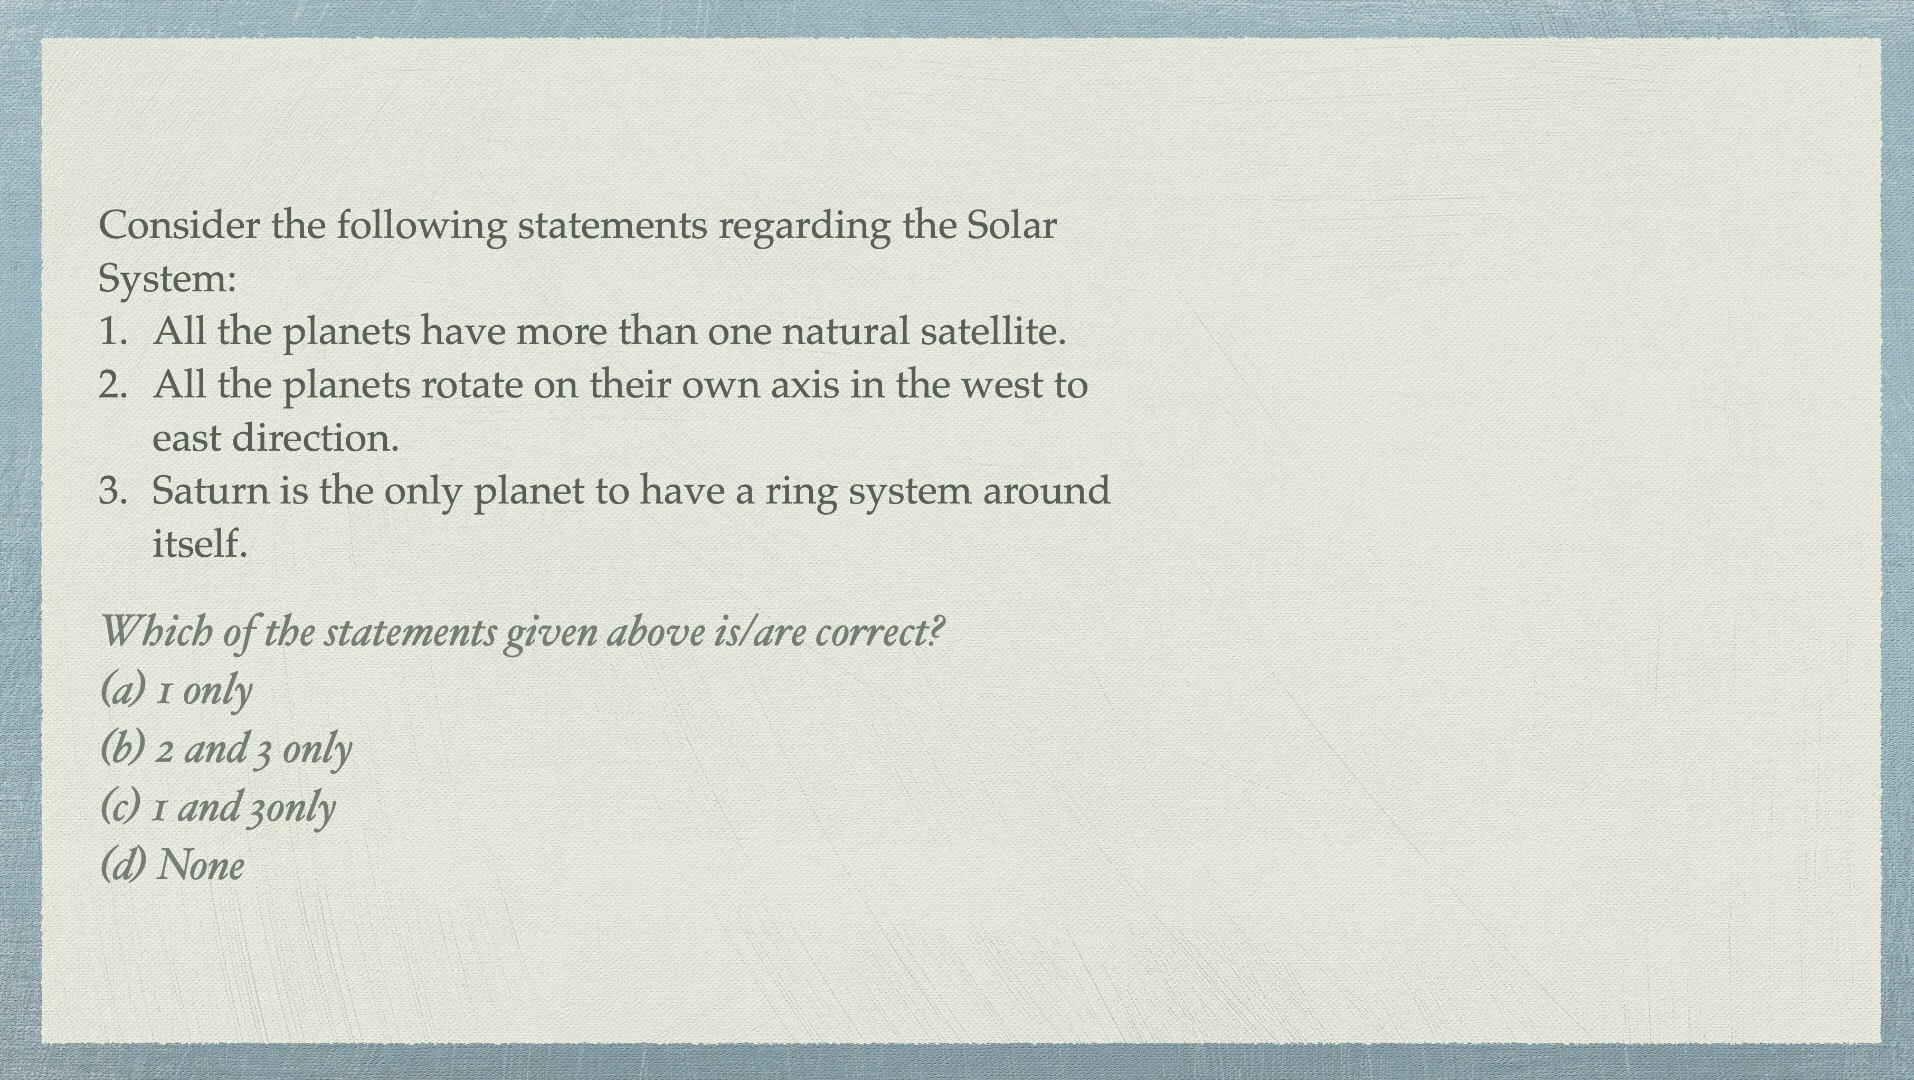 Consider the following statements regarding the Solar
System:
1. All the planets have more than one natural satellite.
2. All the planets rotate on their own axis in the west to
east direction.
3. Saturn is the only planet to have a ring system around
itself.
Which of the statements given above is/are correct?
(a) 1 only
(b) 2 and 3 only
(c) 1 and 3only
(d) None